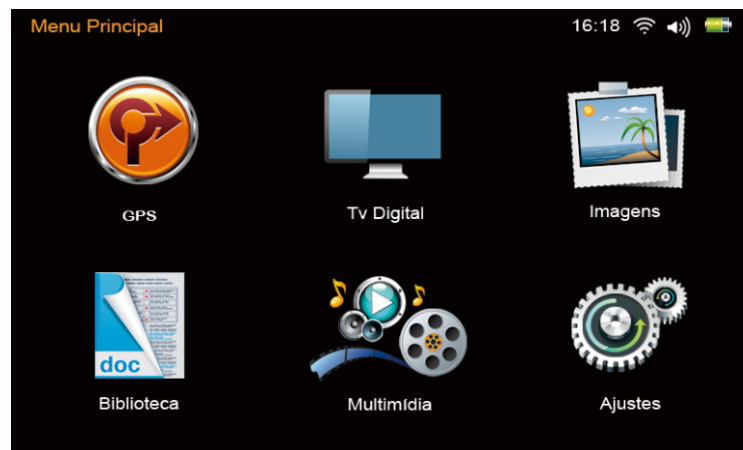 Menu Principal
16:18
GPS
Tv Digital
Imagens
doc
Biblioteca
Multimídia
Ajustes